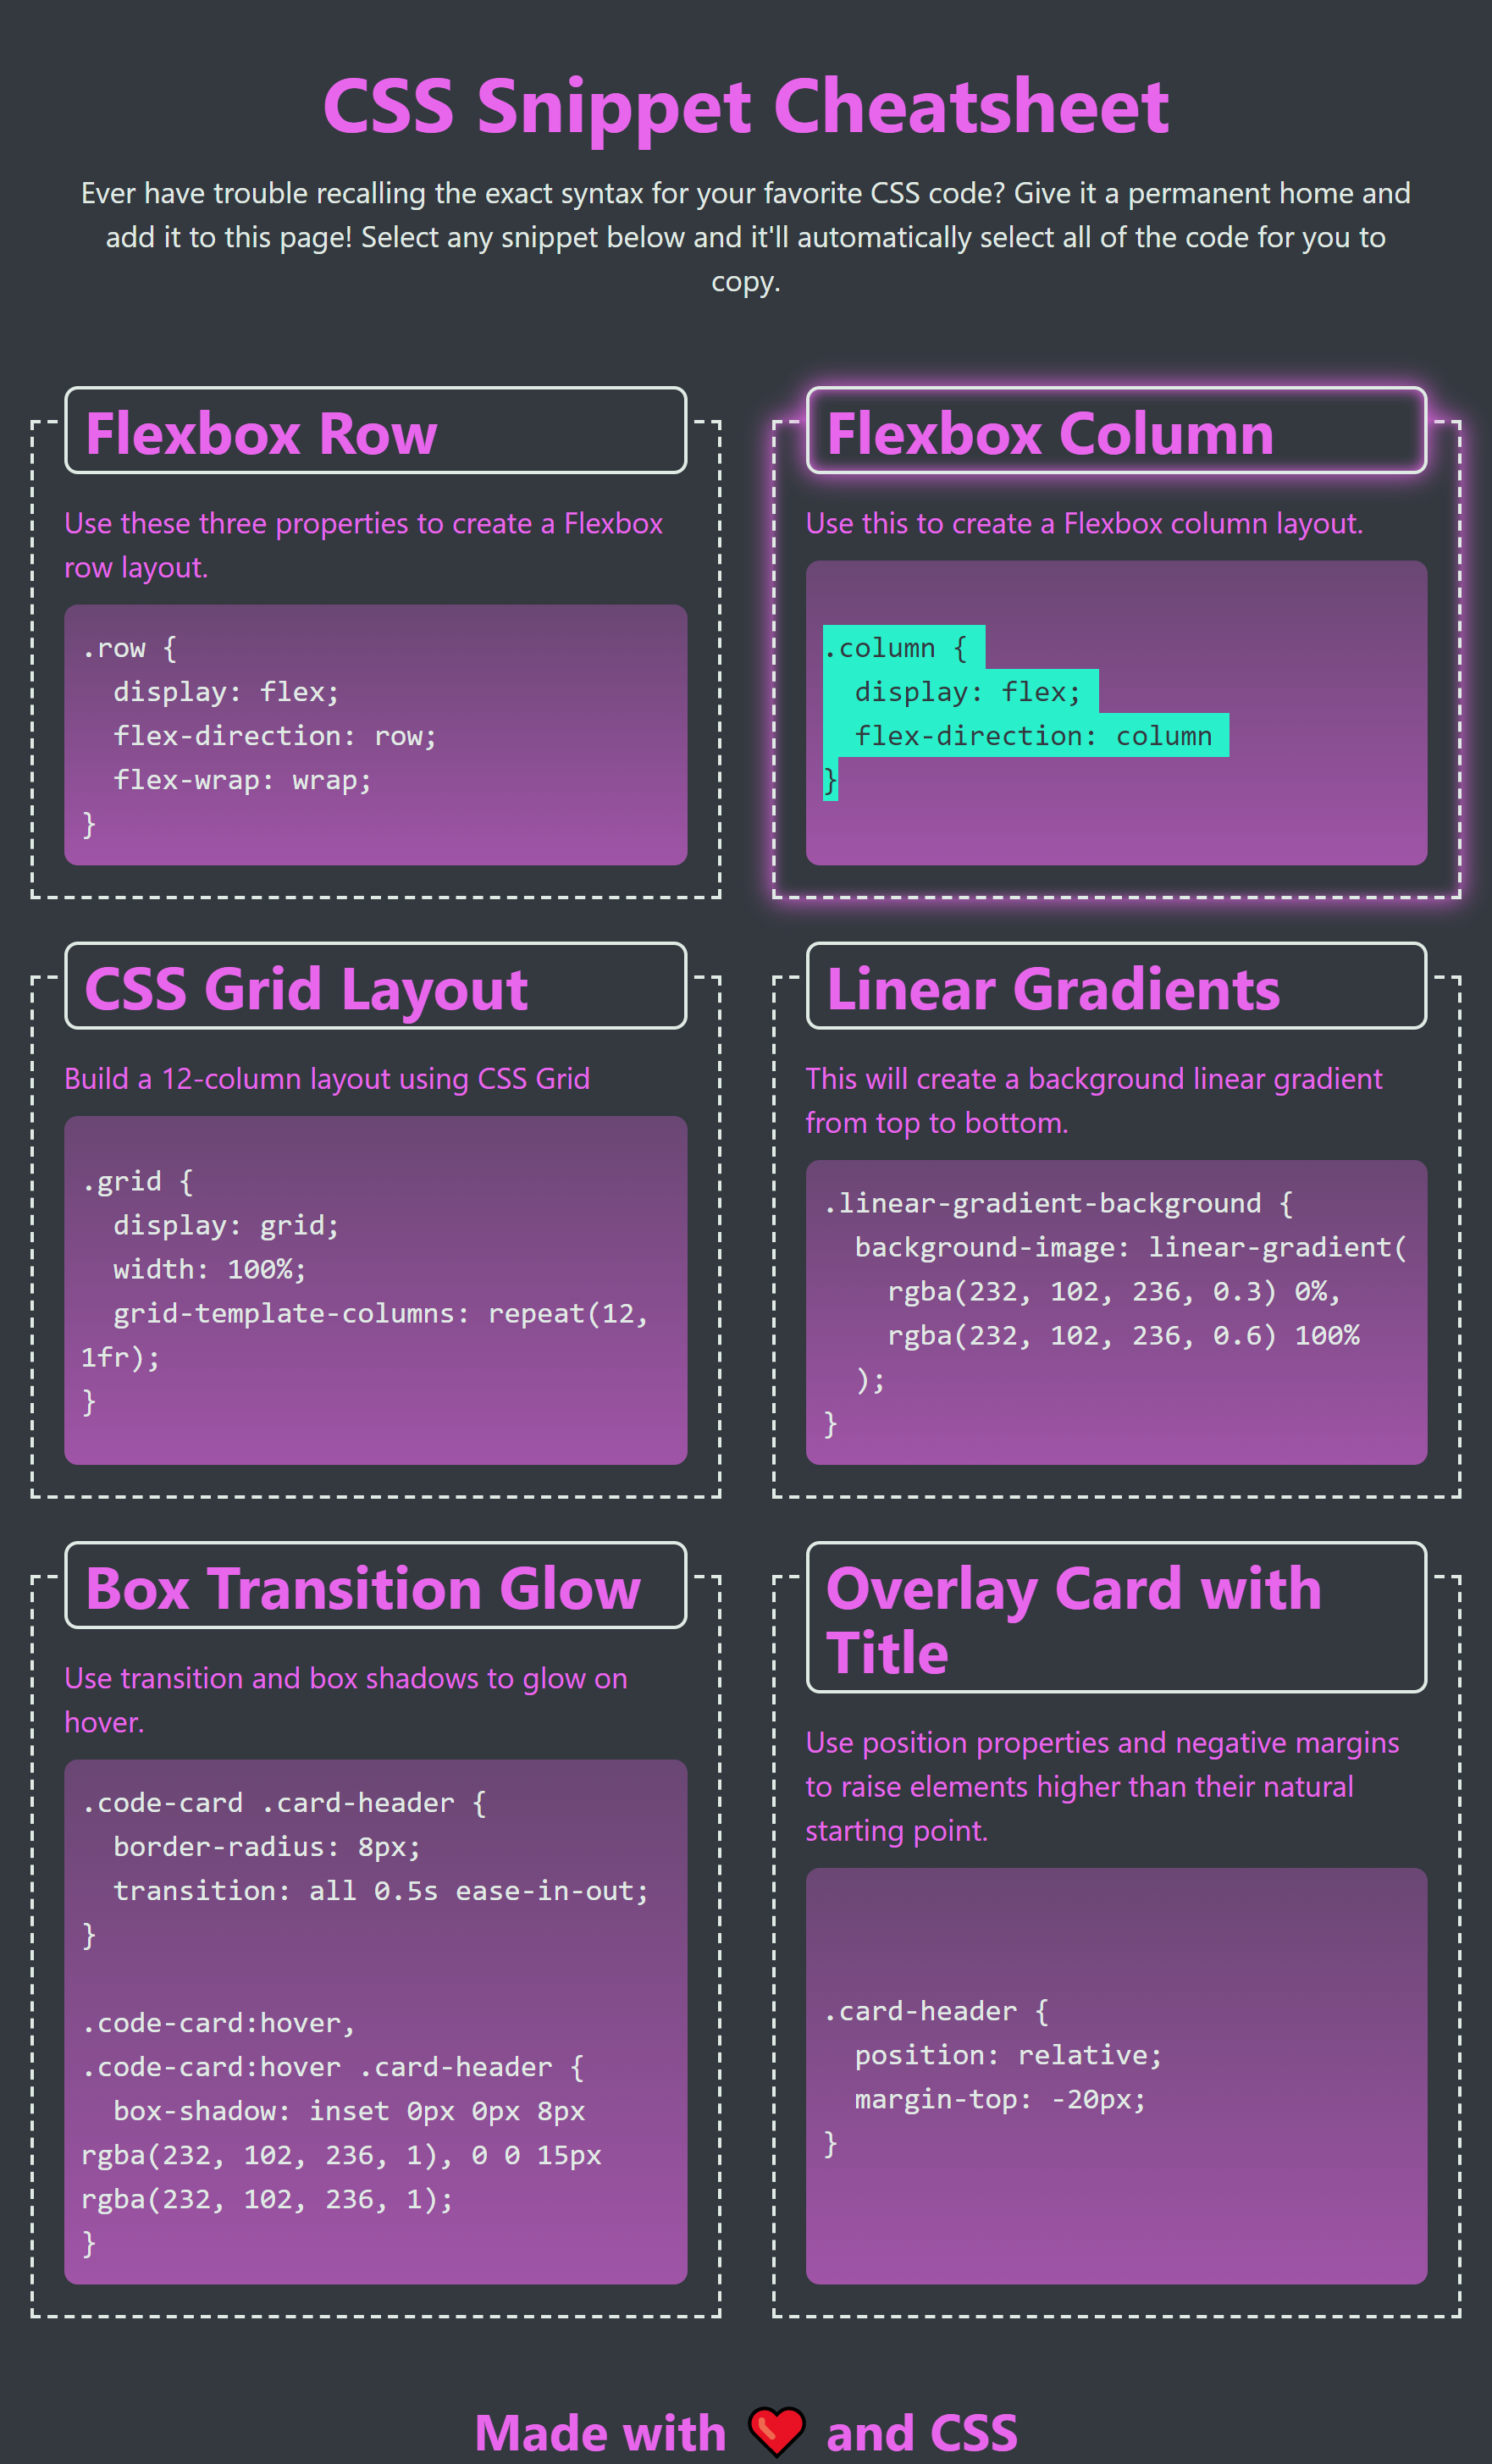 CSS Snippet Cheatsheet
Ever have trouble recalling the exact syntax for your favorite CSS code? Give it a permanent home and
add it to this page! Select any snippet below and it'll automatically select all of the code for you to
copy.
Flexbox Row
Use these three properties to create a Flexbox
row layout.
.row {
  display: flex;
  flex-direction: row;
  flex-wrap: wrap;
}
Flexbox Column
Use this to create a Flexbox column layout.
.column {
  display: flex;
  flex-direction: column
}
CSS Grid Layout
Build a 12-column layout using CSS Grid
.grid {
  display: grid;
  width: 100%;
  grid-template-columns: repeat(12,
1fr);
}
Linear Gradients
This will create a background linear gradient
from top to bottom.
.linear-gradient-background {
  background-image: linear-gradient(
    rgba(232, 102, 236, 0.3) 0%,
    rgba(232, 102, 236, 0.6) 100%
  );
}
Box Transition Glow
Use transition and box shadows to glow on
hover.
.code-card .card-header {
  border-radius: 8px;
  transition: all 0.5s ease-in-out;
}
.code-card:hover,
.code-card:hover .card-header {
  box-shadow: inset 0px 0px 8px
rgba(232, 102, 236, 1), 0 0 15px
rgba(232, 102, 236, 1);
}
Overlay Card with
Title
Use position properties and negative margins
to raise elements higher than their natural
starting point.
.card-header {
  position: relative;
  margin-top: -20px;
}
Made with ❤️ and CSS